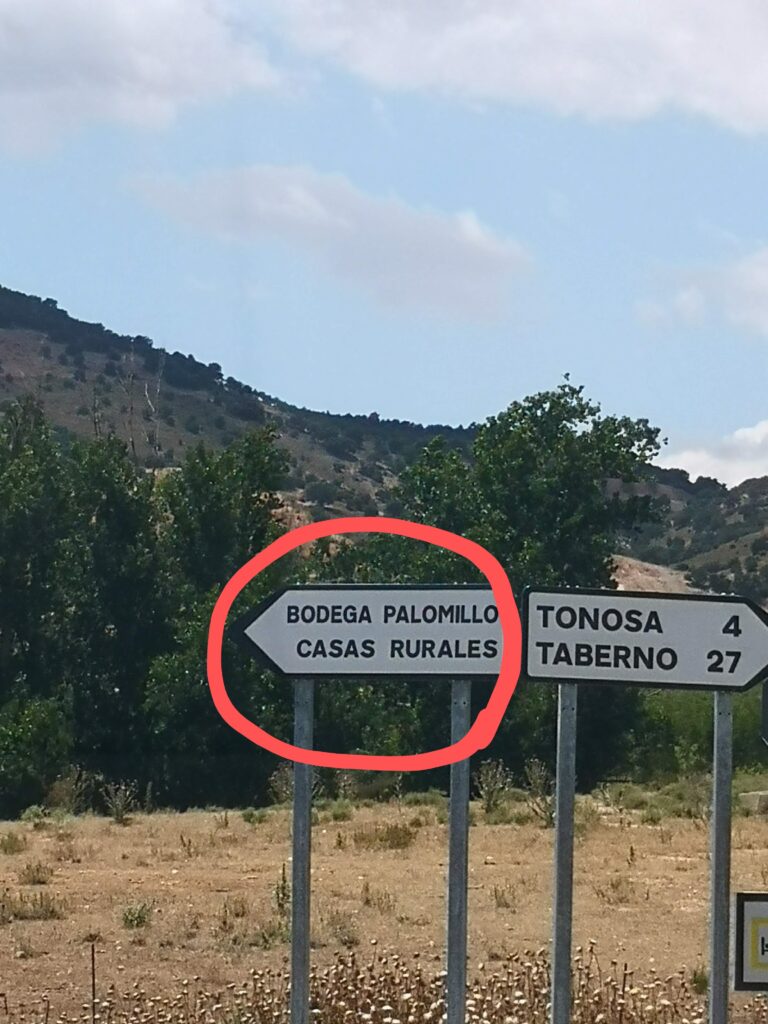 BODEGA PALOMILLO
CASAS RURALES
TONOSA 4
TABERNO 27